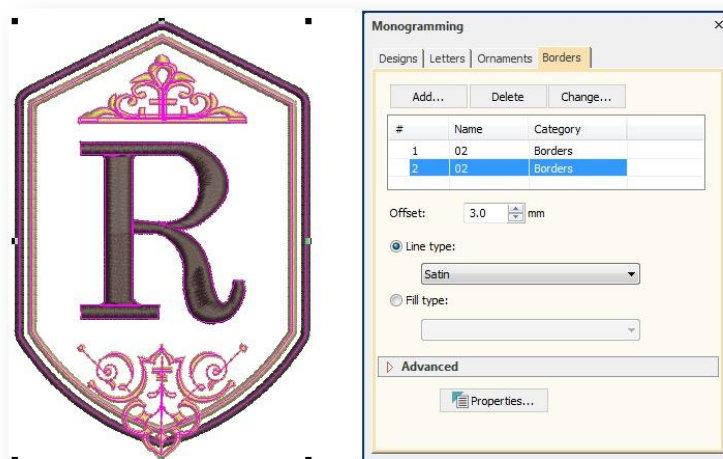 R
Monogramming ×
Designs Letters Ornaments Borders
Add... Delete Change...
# Name Category
1 02 Borders
2 02 Borders
Offset: 3.0 mm
Line type:
Satin
Fill type:
Advanced
Properties...